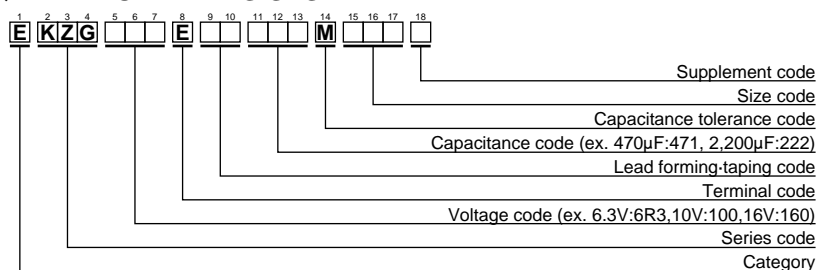 1 2 3 4 5 6 7 8 9 10 11 12 13 14 15 16 17 18
E K Z G E M
Supplement code
Size code
Capacitance tolerance code
Capacitance code (ex. 470µF:471, 2,200µF:222)
Lead forming·taping code
Terminal code
Voltage code (ex. 6.3V:6R3,10V:100,16V:160)
Series code
Category